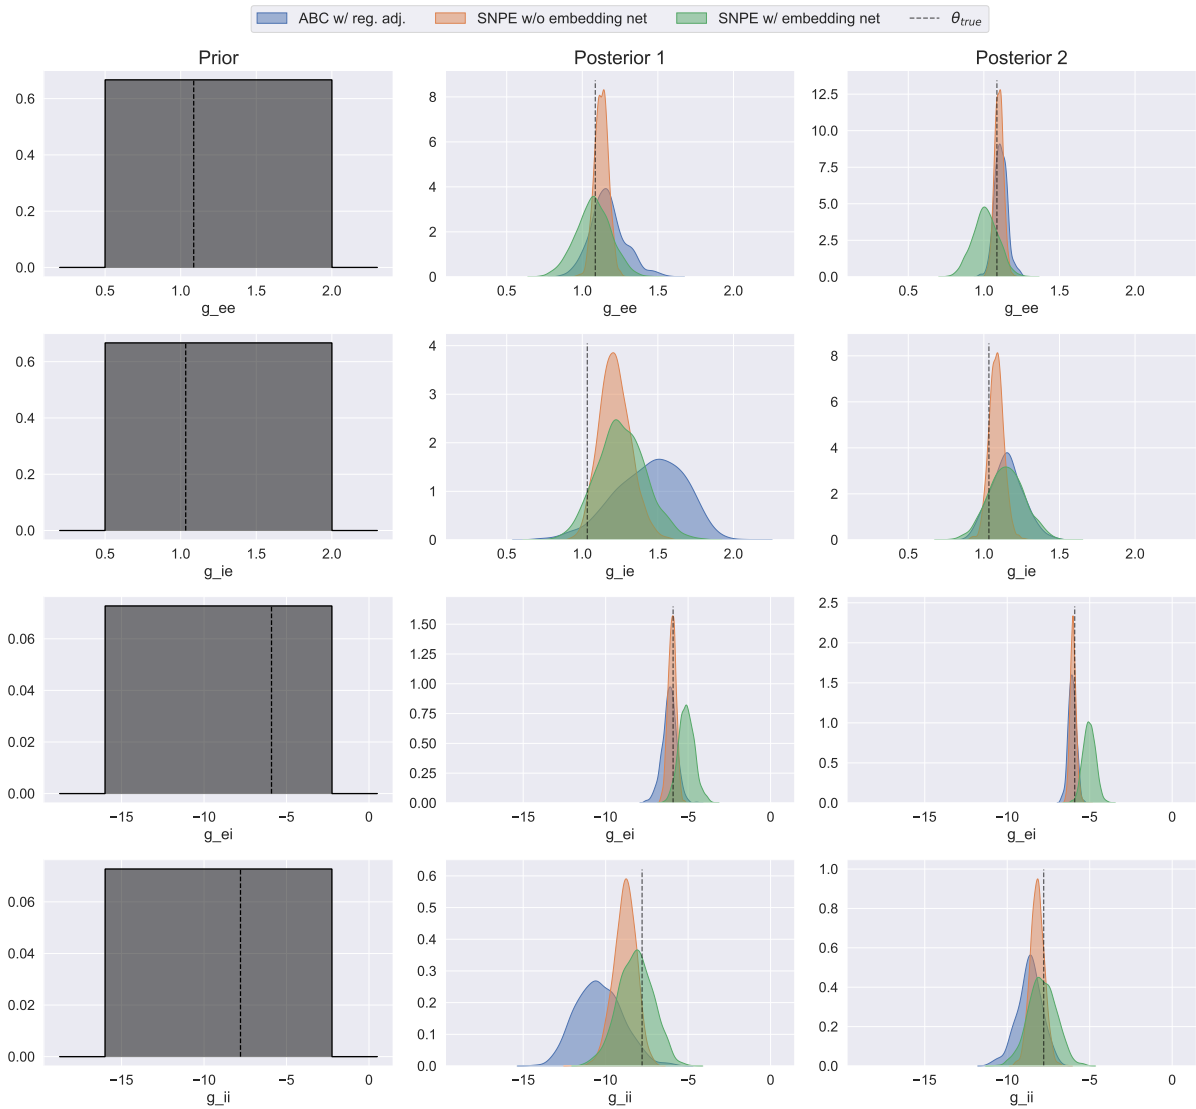 ABC w/ reg. adj. SNPE w/o embedding net SNPE w/ embedding net θ_true
Prior Posterior 1 Posterior 2
0.6
0.4
0.2
0.0
0.5 1.0 1.5 2.0
g_ee
8
6
4
2
0
0.5 1.0 1.5 2.0
g_ee
12.5
10.0
7.5
5.0
2.5
0.0
0.5 1.0 1.5 2.0
g_ee
0.6
0.4
0.2
0.0
0.5 1.0 1.5 2.0
g_ie
4
3
2
1
0
0.5 1.0 1.5 2.0
g_ie
8
6
4
2
0
0.5 1.0 1.5 2.0
g_ie
0.06
0.04
0.02
0.00
−15 −10 −5 0
g_ei
1.50
1.25
1.00
0.75
0.50
0.25
0.00
−15 −10 −5 0
g_ei
2.5
2.0
1.5
1.0
0.5
0.0
−15 −10 −5 0
g_ei
0.06
0.04
0.02
0.00
−15 −10 −5 0
g_ii
0.6
0.5
0.4
0.3
0.2
0.1
0.0
−15 −10 −5 0
g_ii
1.0
0.8
0.6
0.4
0.2
0.0
−15 −10 −5 0
g_ii